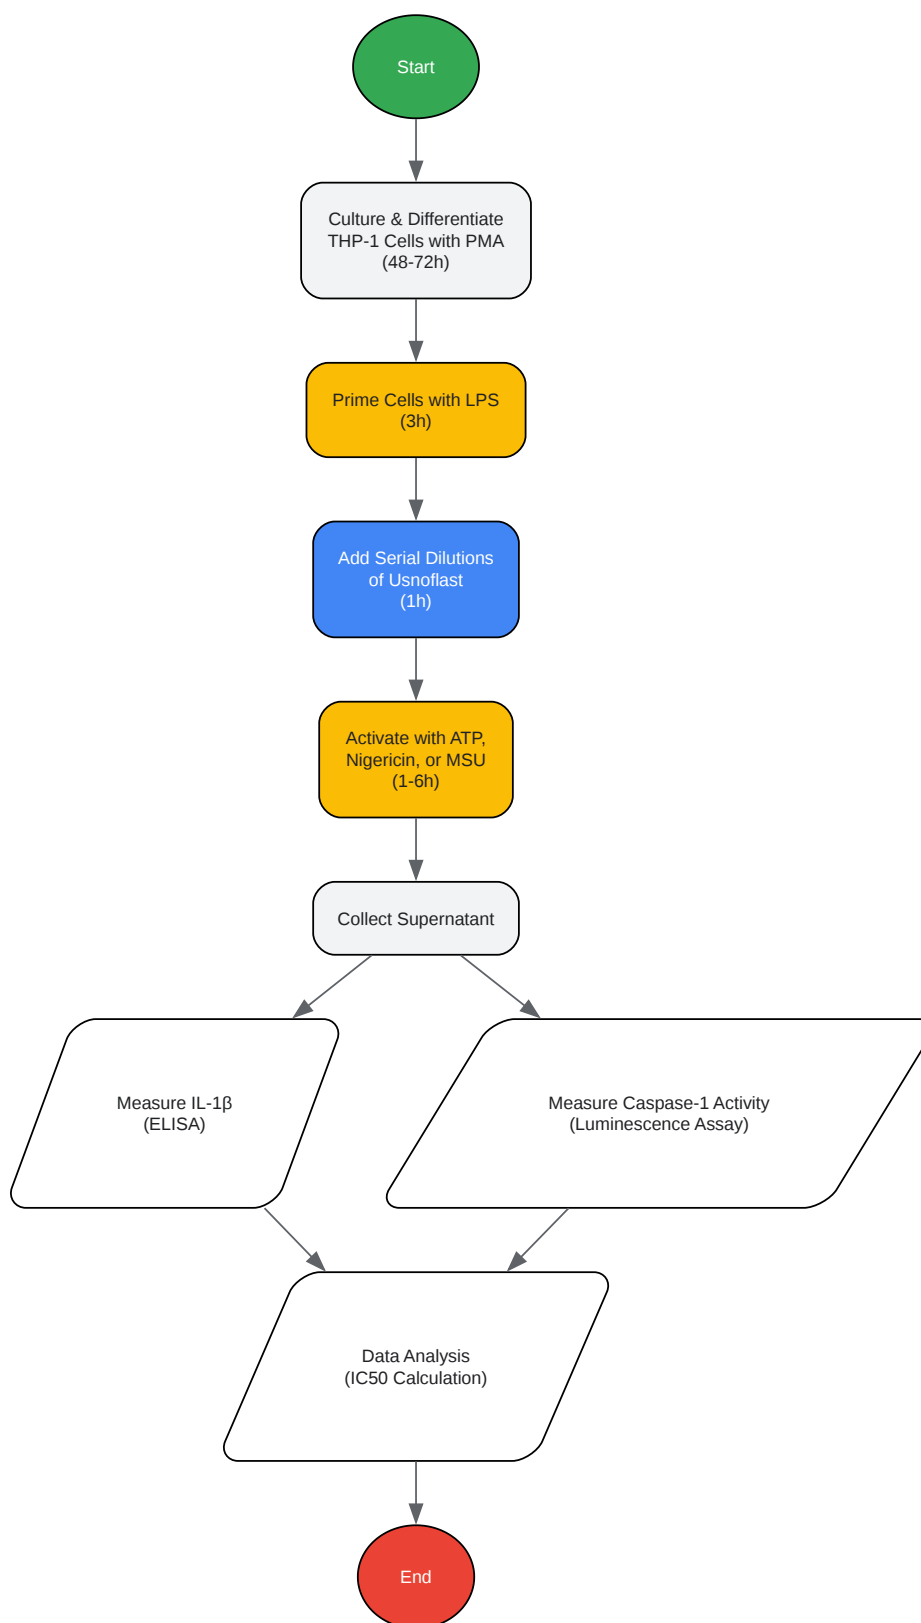 Start
Culture & Differentiate
THP-1 Cells with PMA
(48-72h)
Prime Cells with LPS
(3h)
Add Serial Dilutions
of Usnoflast
(1h)
Activate with ATP,
Nigericin, or MSU
(1-6h)
Collect Supernatant
Measure IL-1β
(ELISA)
Measure Caspase-1 Activity
(Luminescence Assay)
Data Analysis
(IC50 Calculation)
End